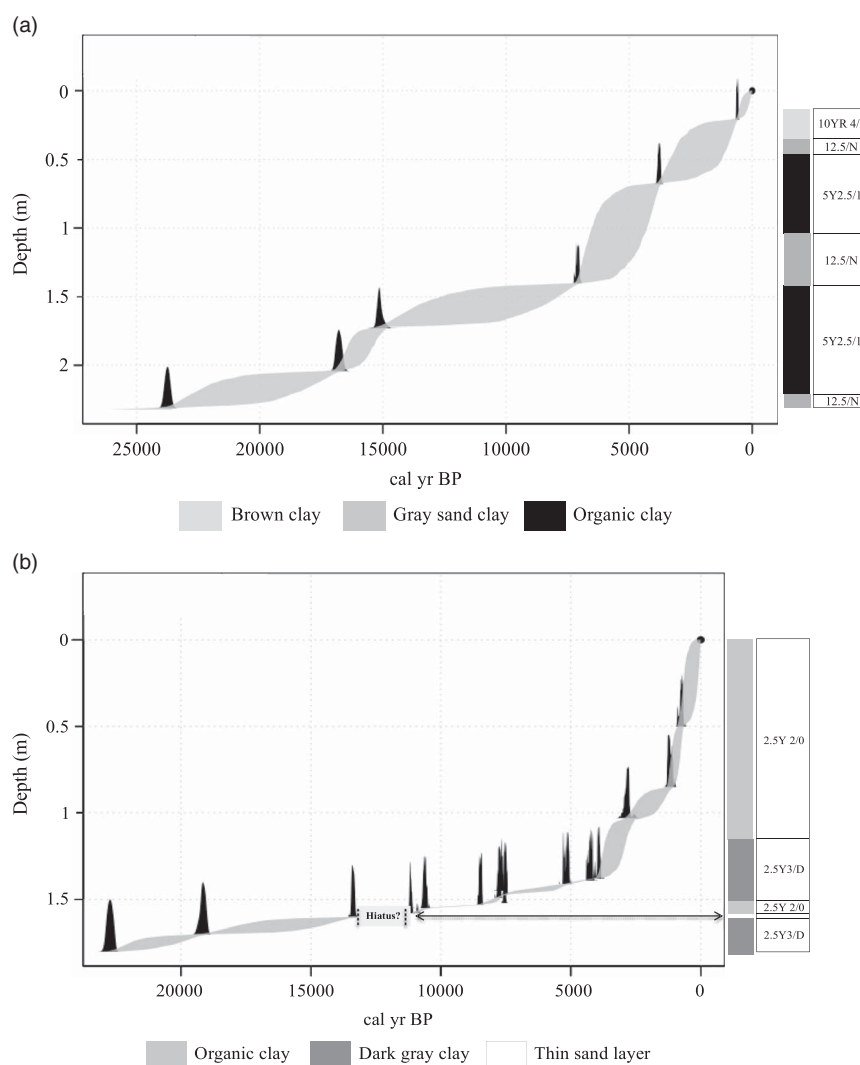 (a)
0
0.5
1
1.5
2
Depth (m)
25000 20000 15000 10000 5000 0
cal yr BP
10YR 4/
12.5/N
5Y2.5/1
12.5/N
5Y2.5/1
12.5/N
Brown clay Gray sand clay Organic clay
(b)
0
0.5
1
1.5
Depth (m)
Hiatus?
20000 15000 10000 5000 0
cal yr BP
2.5Y 2/0
2.5Y3/D
2.5Y 2/0
2.5Y3/D
Organic clay Dark gray clay Thin sand layer